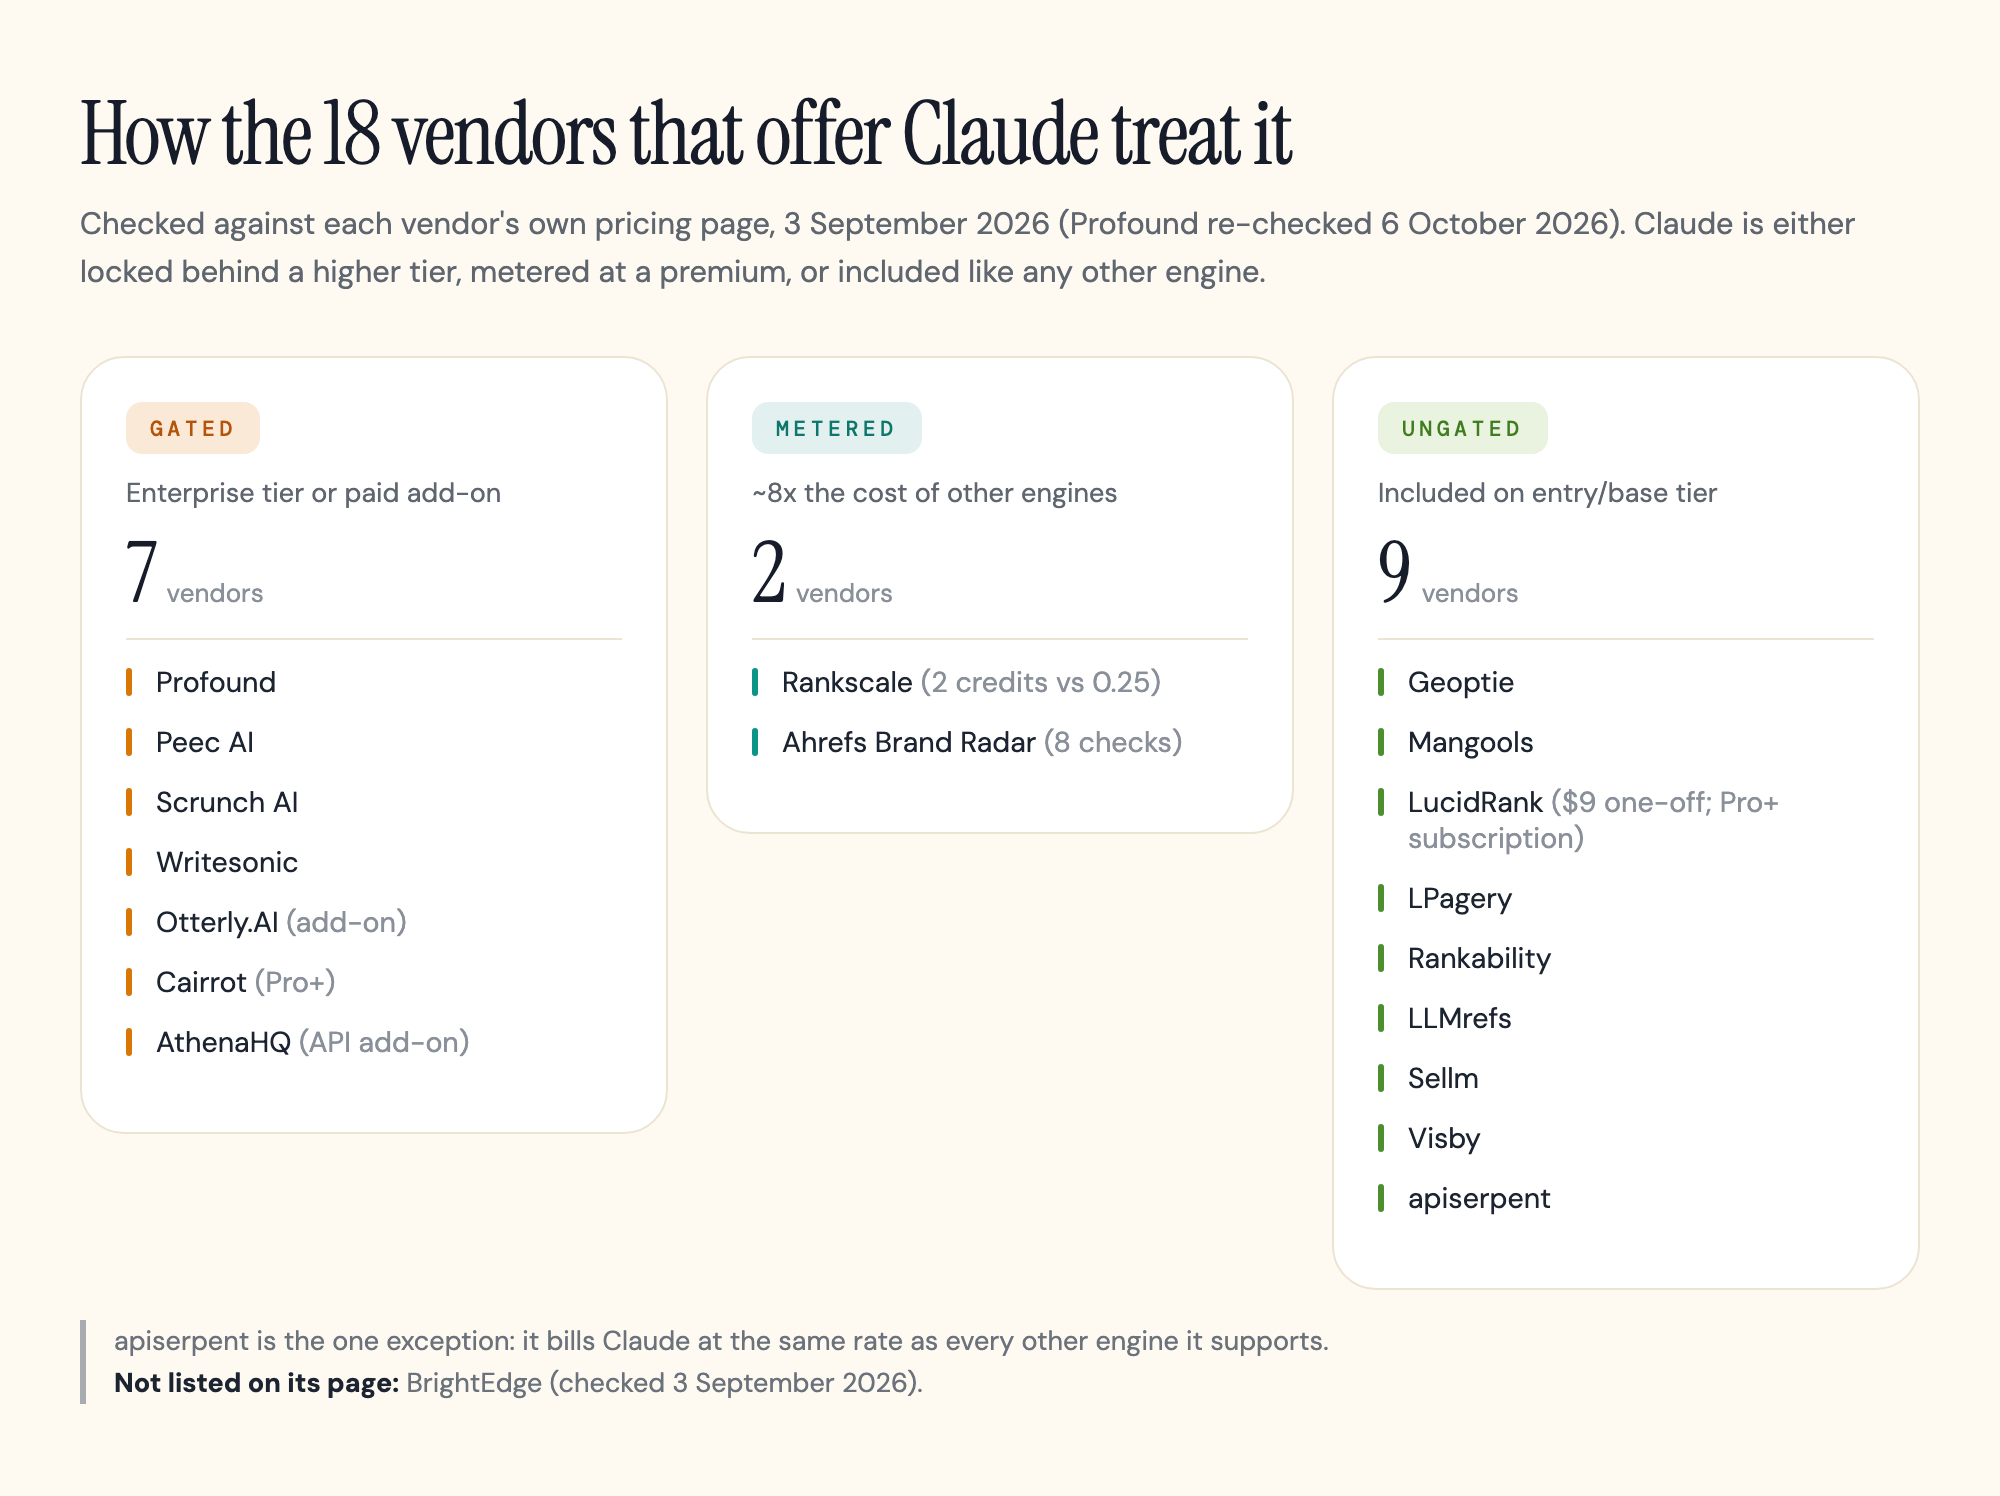 How the 18 vendors that offer Claude treat it
Checked against each vendor's own pricing page, 3 September 2026 (Profound re-checked 6 October 2026). Claude is either
locked behind a higher tier, metered at a premium, or included like any other engine.
GATED
Enterprise tier or paid add-on
7 vendors
Profound
Peec AI
Scrunch AI
Writesonic
Otterly.AI (add-on)
Cairrot (Pro+)
AthenaHQ (API add-on)
METERED
~8x the cost of other engines
2 vendors
Rankscale (2 credits vs 0.25)
Ahrefs Brand Radar (8 checks)
UNGATED
Included on entry/base tier
9 vendors
Geoptie
Mangools
LucidRank ($9 one-off; Pro+
subscription)
LPagery
Rankability
LLMrefs
Sellm
Visby
apiserpent
apiserpent is the one exception: it bills Claude at the same rate as every other engine it supports.
Not listed on its page: BrightEdge (checked 3 September 2026).